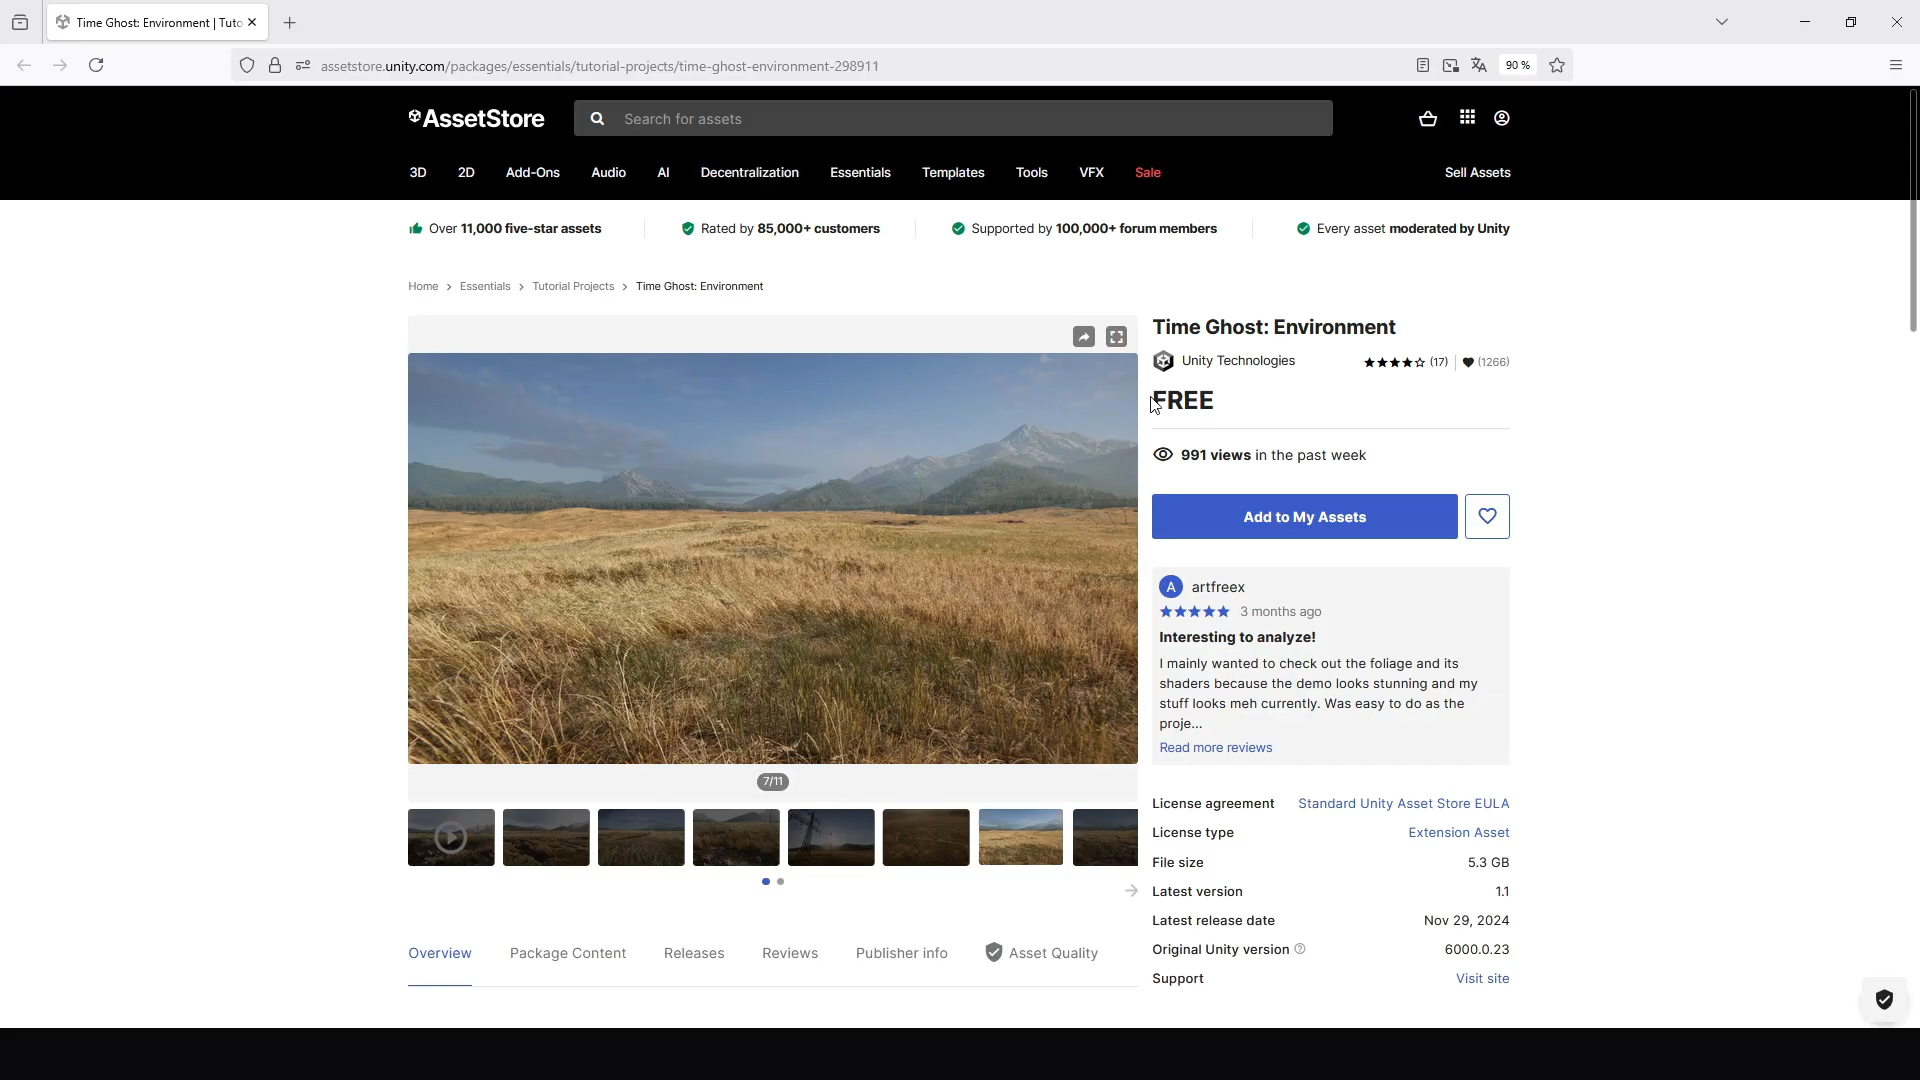 Time Ghost: Environment | Tuto
assetstore.unity.com/packages/essentials/tutorial-projects/time-ghost-environment-298911
90 %
AssetStore
Search for assets
3D 2D Add-Ons Audio AI Decentralization Essentials Templates Tools VFX Sale Sell Assets
Over 11,000 five-star assets Rated by 85,000+ customers Supported by 100,000+ forum members Every asset moderated by Unity
Home > Essentials > Tutorial Projects > Time Ghost: Environment
Time Ghost: Environment
Unity Technologies (17) (1266)
FREE
991 views in the past week
Add to My Assets
A artfreex
3 months ago
Interesting to analyze!
I mainly wanted to check out the foliage and its
shaders because the demo looks stunning and my
stuff looks meh currently. Was easy to do as the
proje...
Read more reviews
7/11
License agreement Standard Unity Asset Store EULA
License type Extension Asset
File size 5.3 GB
Latest version 1.1
Latest release date Nov 29, 2024
Original Unity version 6000.0.23
Support Visit site
Overview Package Content Releases Reviews Publisher info Asset Quality